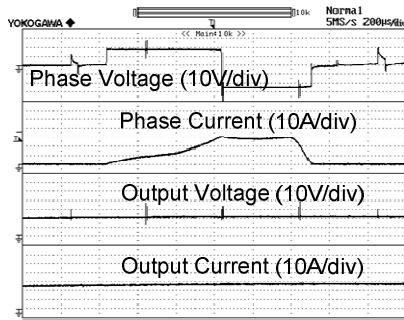 10k Normal
YOKOGAWA ◆ 5MS/s 200µs/div
<< Main:10k >>
Phase Voltage (10V/div)
Phase Current (10A/div)
Output Voltage (10V/div)
Output Current (10A/div)